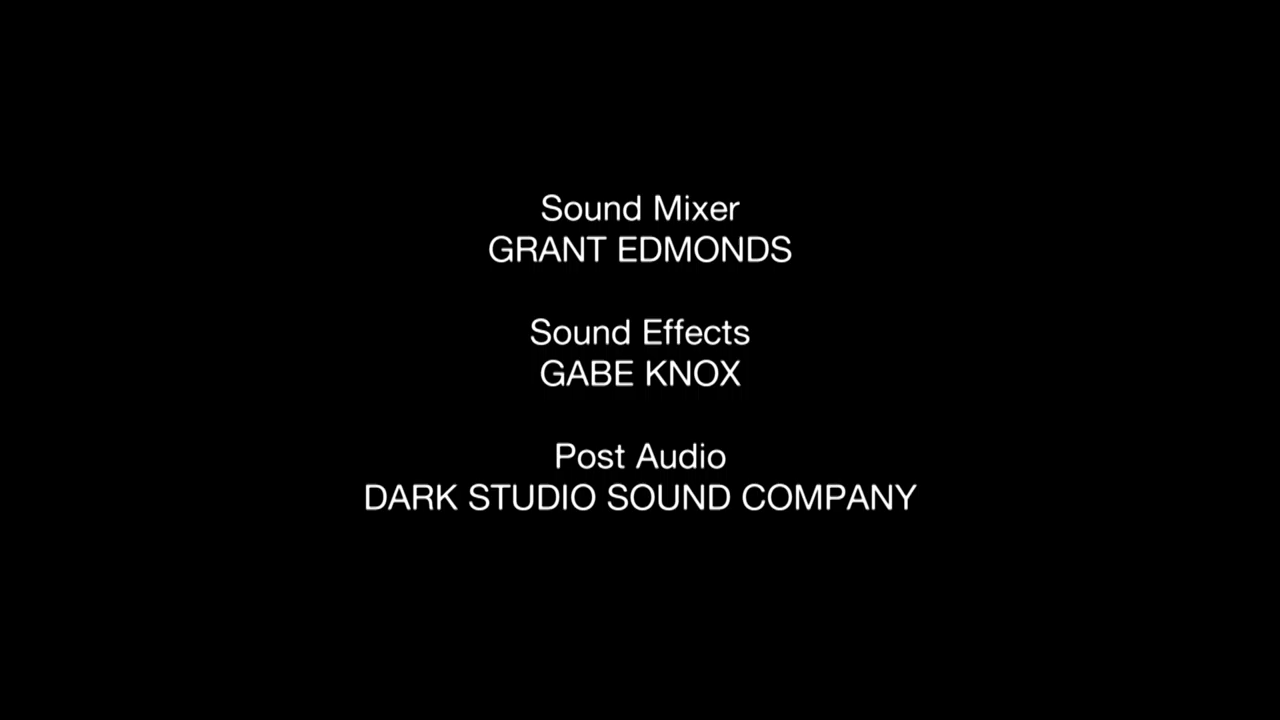 Sound Mixer
GRANT EDMONDS
Sound Effects
GABE KNOX
Post Audio
DARK STUDIO SOUND COMPANY